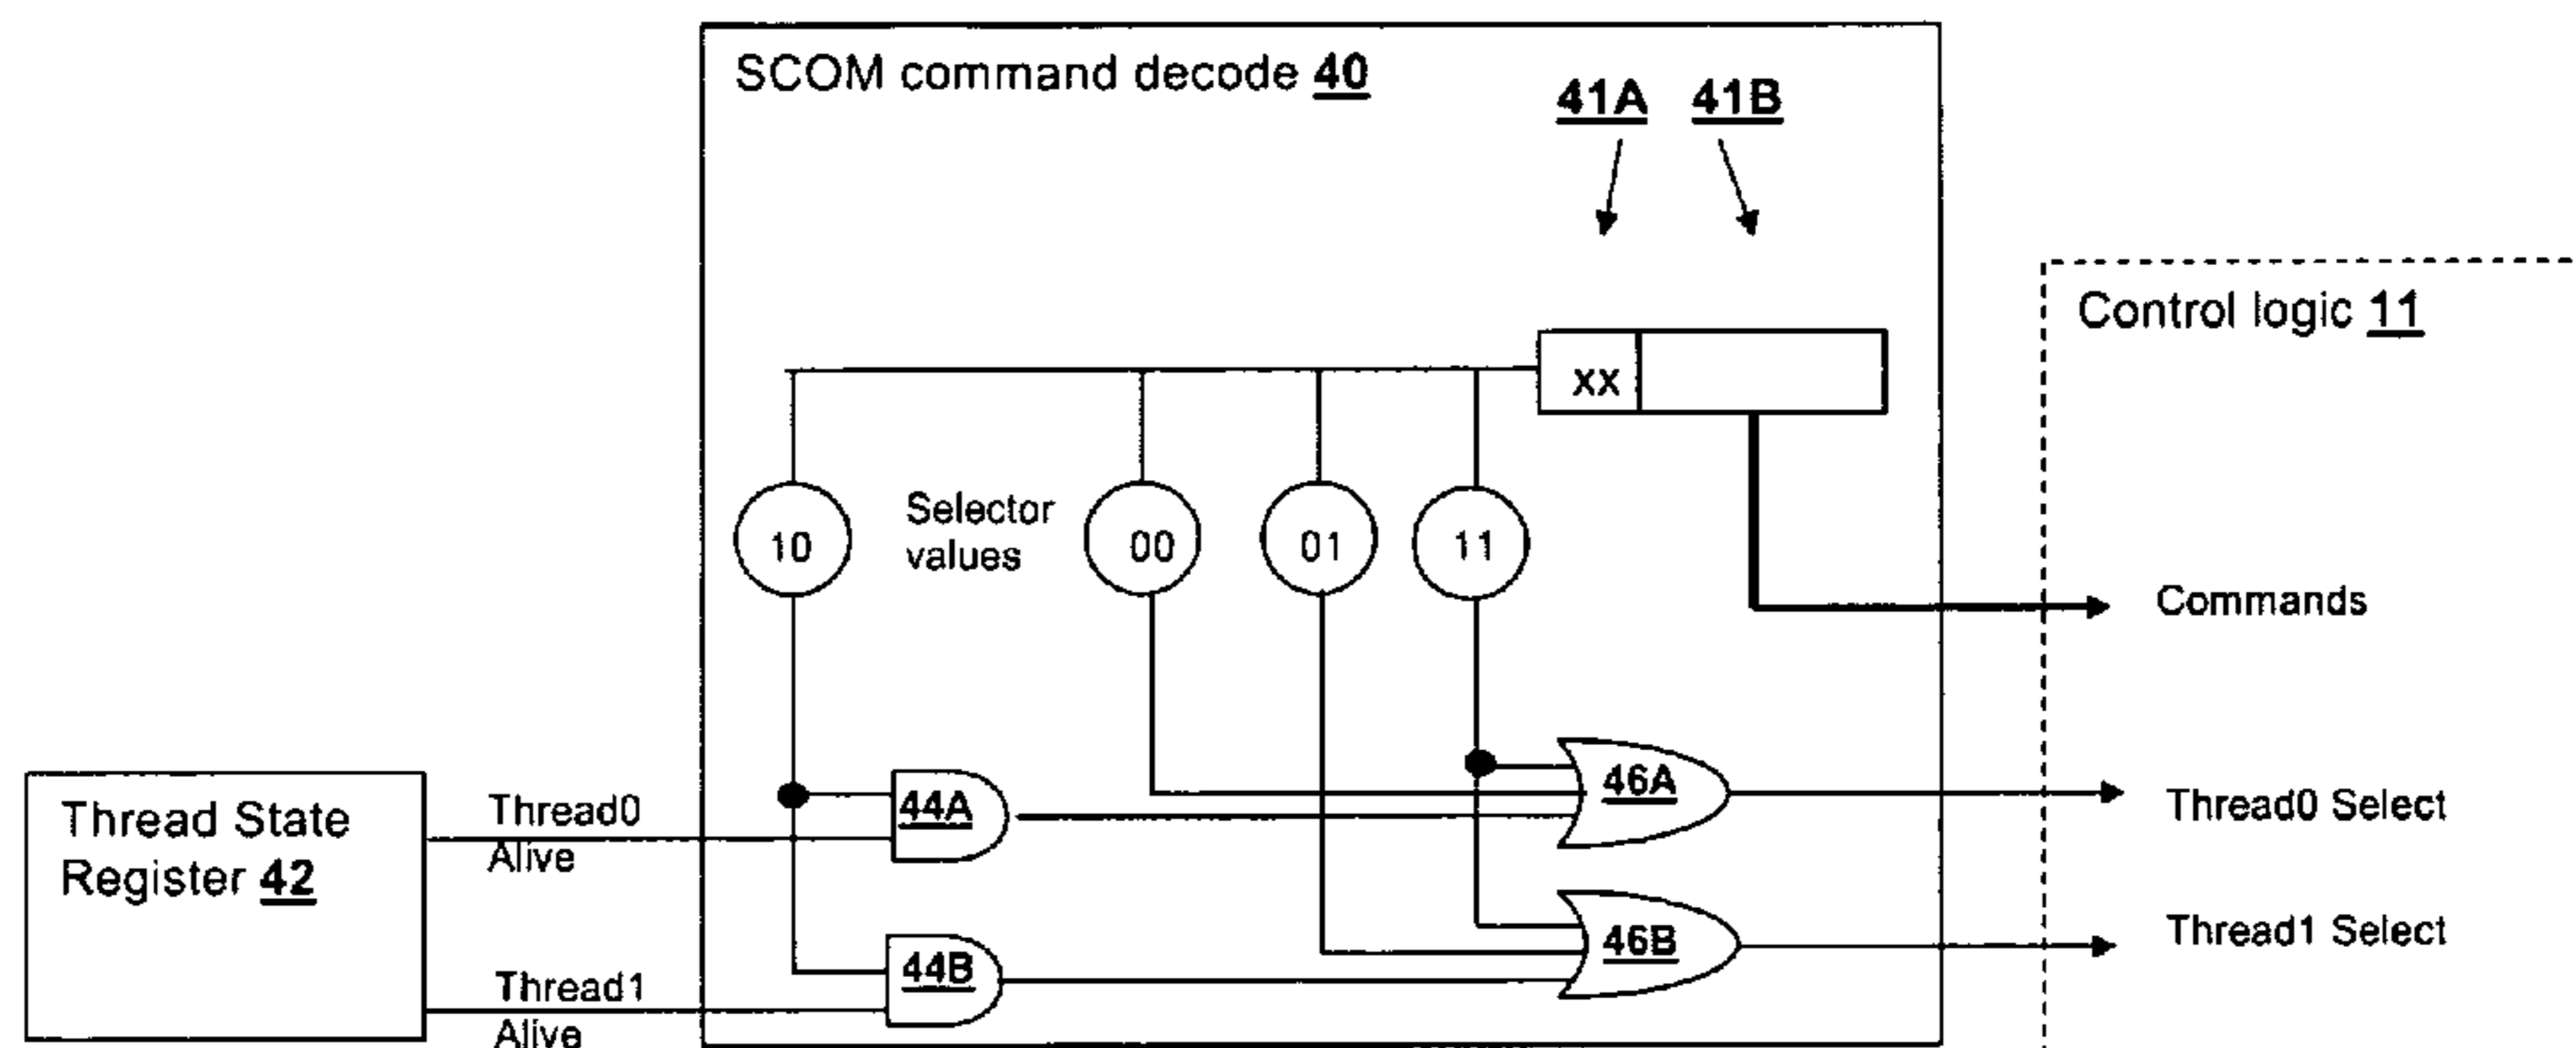 SCOM command decode 40
41A 41B
Control logic 11
xx
Selector
values
10
00
01
11
Commands
Thread State
Register 42
Thread0
Alive
44A
46A
Thread0 Select
Thread1
Alive
44B
46B
Thread1 Select